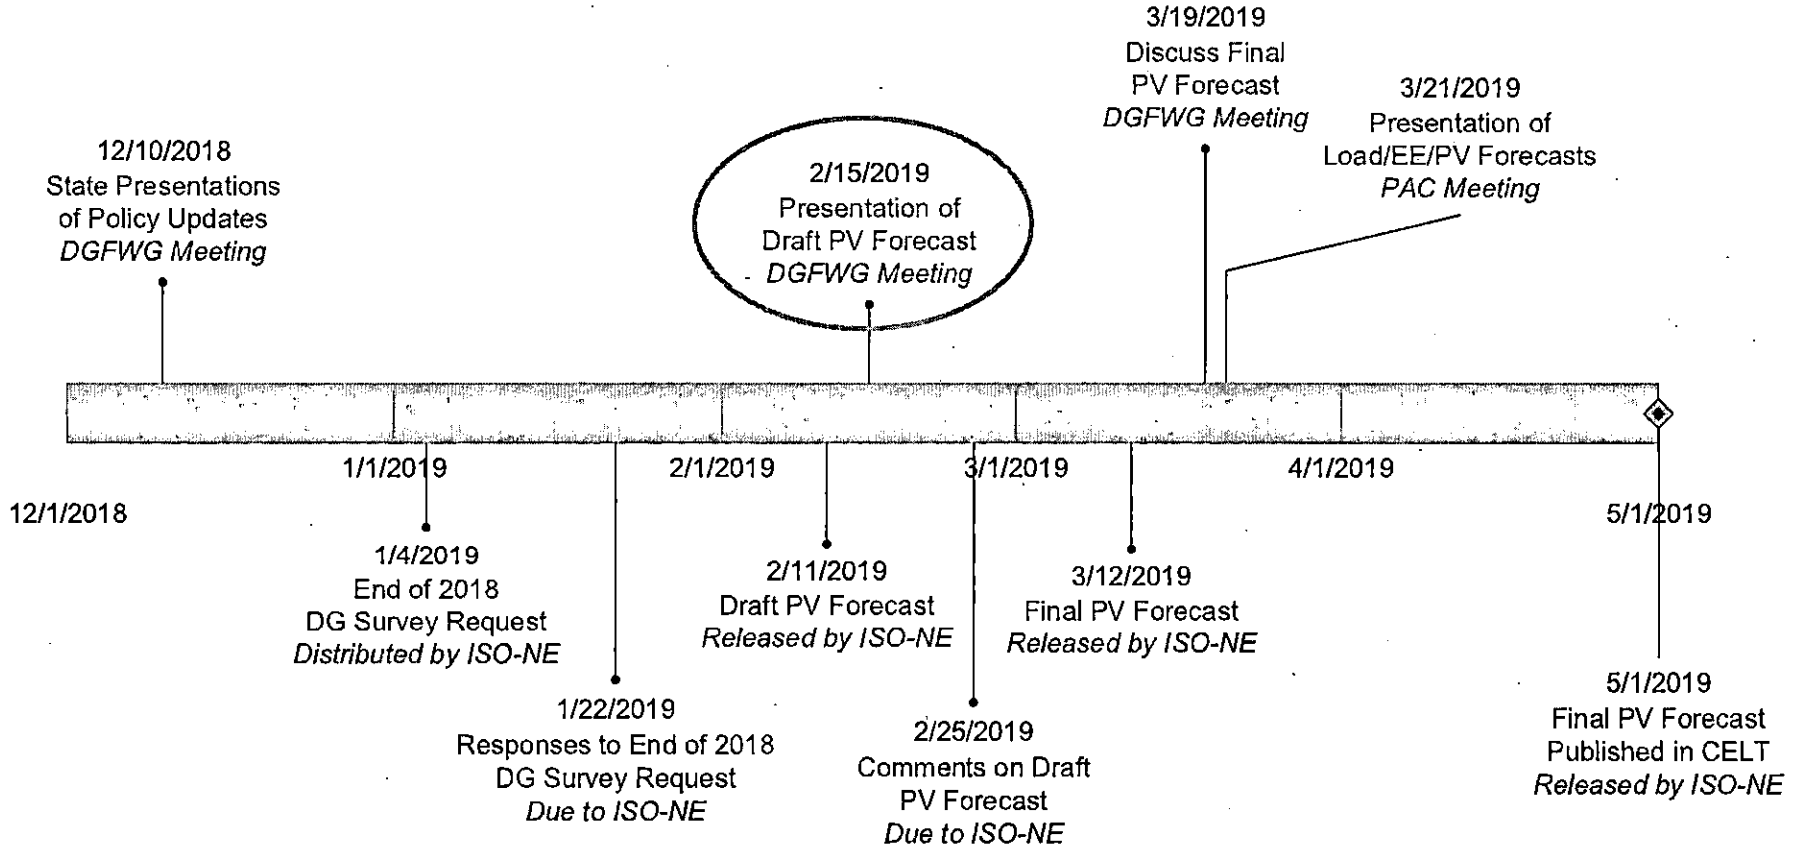 3/19/2019
Discuss Final
PV Forecast
DGFWG Meeting
3/21/2019
Presentation of
Load/EE/PV Forecasts
PAC Meeting
12/10/2018
State Presentations
of Policy Updates
DGFWG Meeting
2/15/2019
Presentation of
Draft PV Forecast
DGFWG Meeting
1/1/2019
2/1/2019
3/1/2019
4/1/2019
12/1/2018
5/1/2019
1/4/2019
End of 2018
DG Survey Request
Distributed by ISO-NE
1/22/2019
Responses to End of 2018
DG Survey Request
Due to ISO-NE
2/11/2019
Draft PV Forecast
Released by ISO-NE
2/25/2019
Comments on Draft
PV Forecast
Due to ISO-NE
3/12/2019
Final PV Forecast
Released by ISO-NE
5/1/2019
Final PV Forecast
Published in CELT
Released by ISO-NE